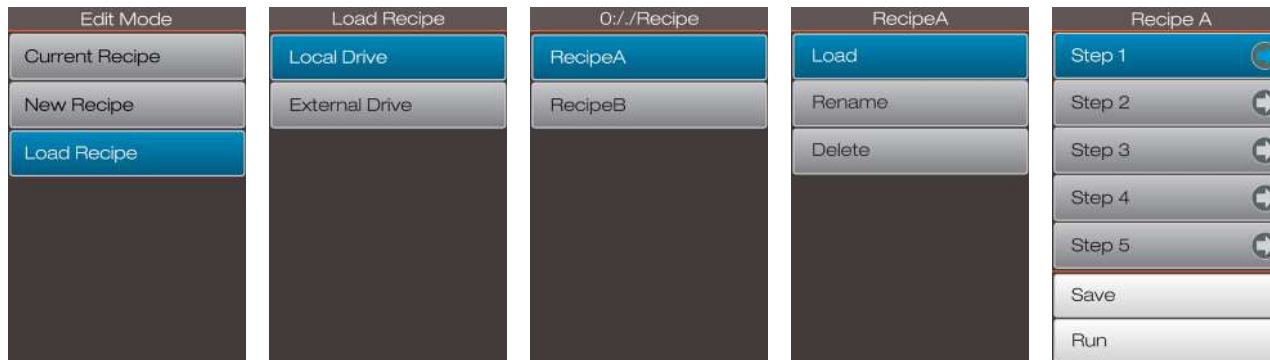 Edit Mode
Current Recipe
New Recipe
Load Recipe
Load Recipe
Local Drive
External Drive
0:/./Recipe
RecipeA
RecipeB
RecipeA
Load
Rename
Delete
Recipe A
Step 1
Step 2
Step 3
Step 4
Step 5
Save
Run